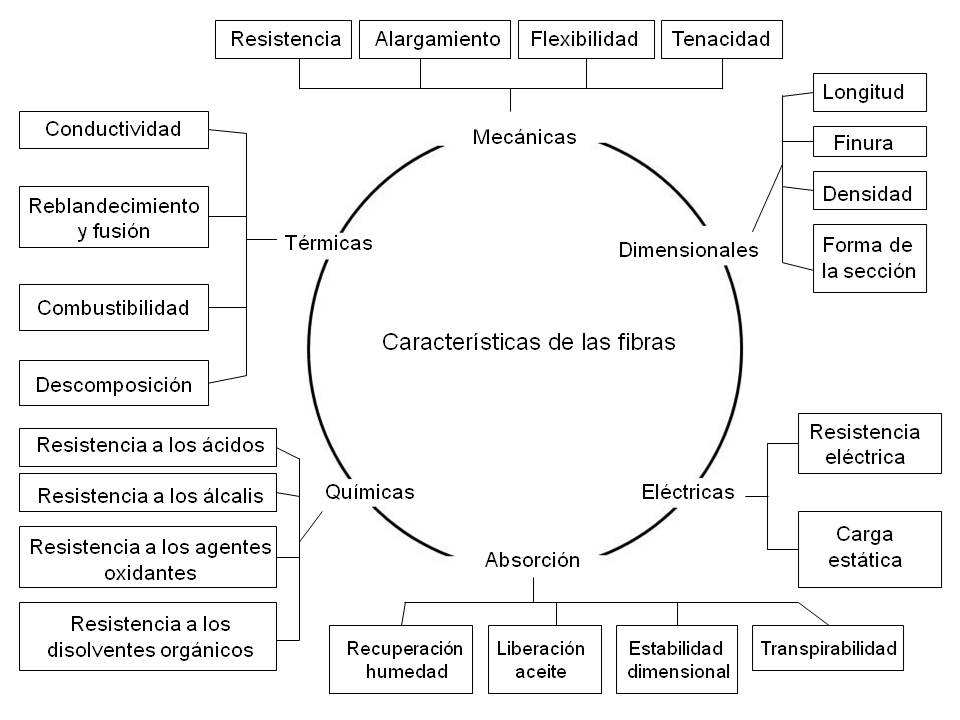 Resistencia
Alargamiento
Flexibilidad
Tenacidad
Mecánicas
Longitud
Finura
Densidad
Forma de
la sección
Dimensionales
Conductividad
Reblandecimiento
y fusión
Combustibilidad
Descomposición
Térmicas
Características de las fibras
Resistencia a los ácidos
Resistencia a los álcalis
Resistencia a los agentes
oxidantes
Resistencia a los
disolventes orgánicos
Químicas
Eléctricas
Resistencia
eléctrica
Carga
estática
Absorción
Recuperación
humedad
Liberación
aceite
Estabilidad
dimensional
Transpirabilidad